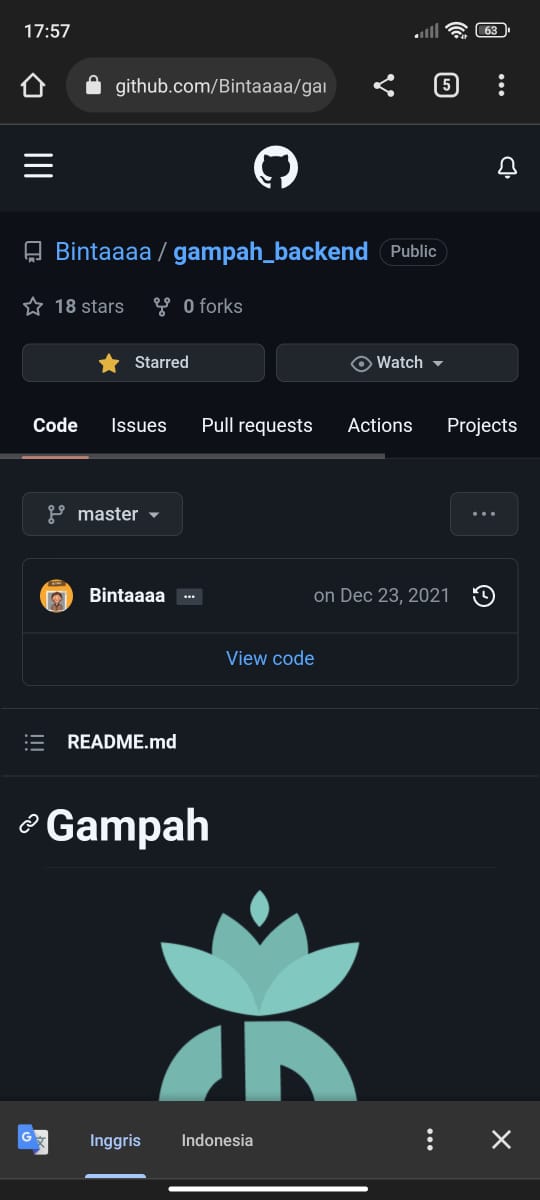 17:57
63
github.com/Bintaaaa/gar
5
Bintaaaa / gampah_backend Public
18 stars 0 forks
Starred Watch
Code Issues Pull requests Actions Projects
master
Bintaaaa on Dec 23, 2021
View code
README.md
Gampah
Inggris Indonesia